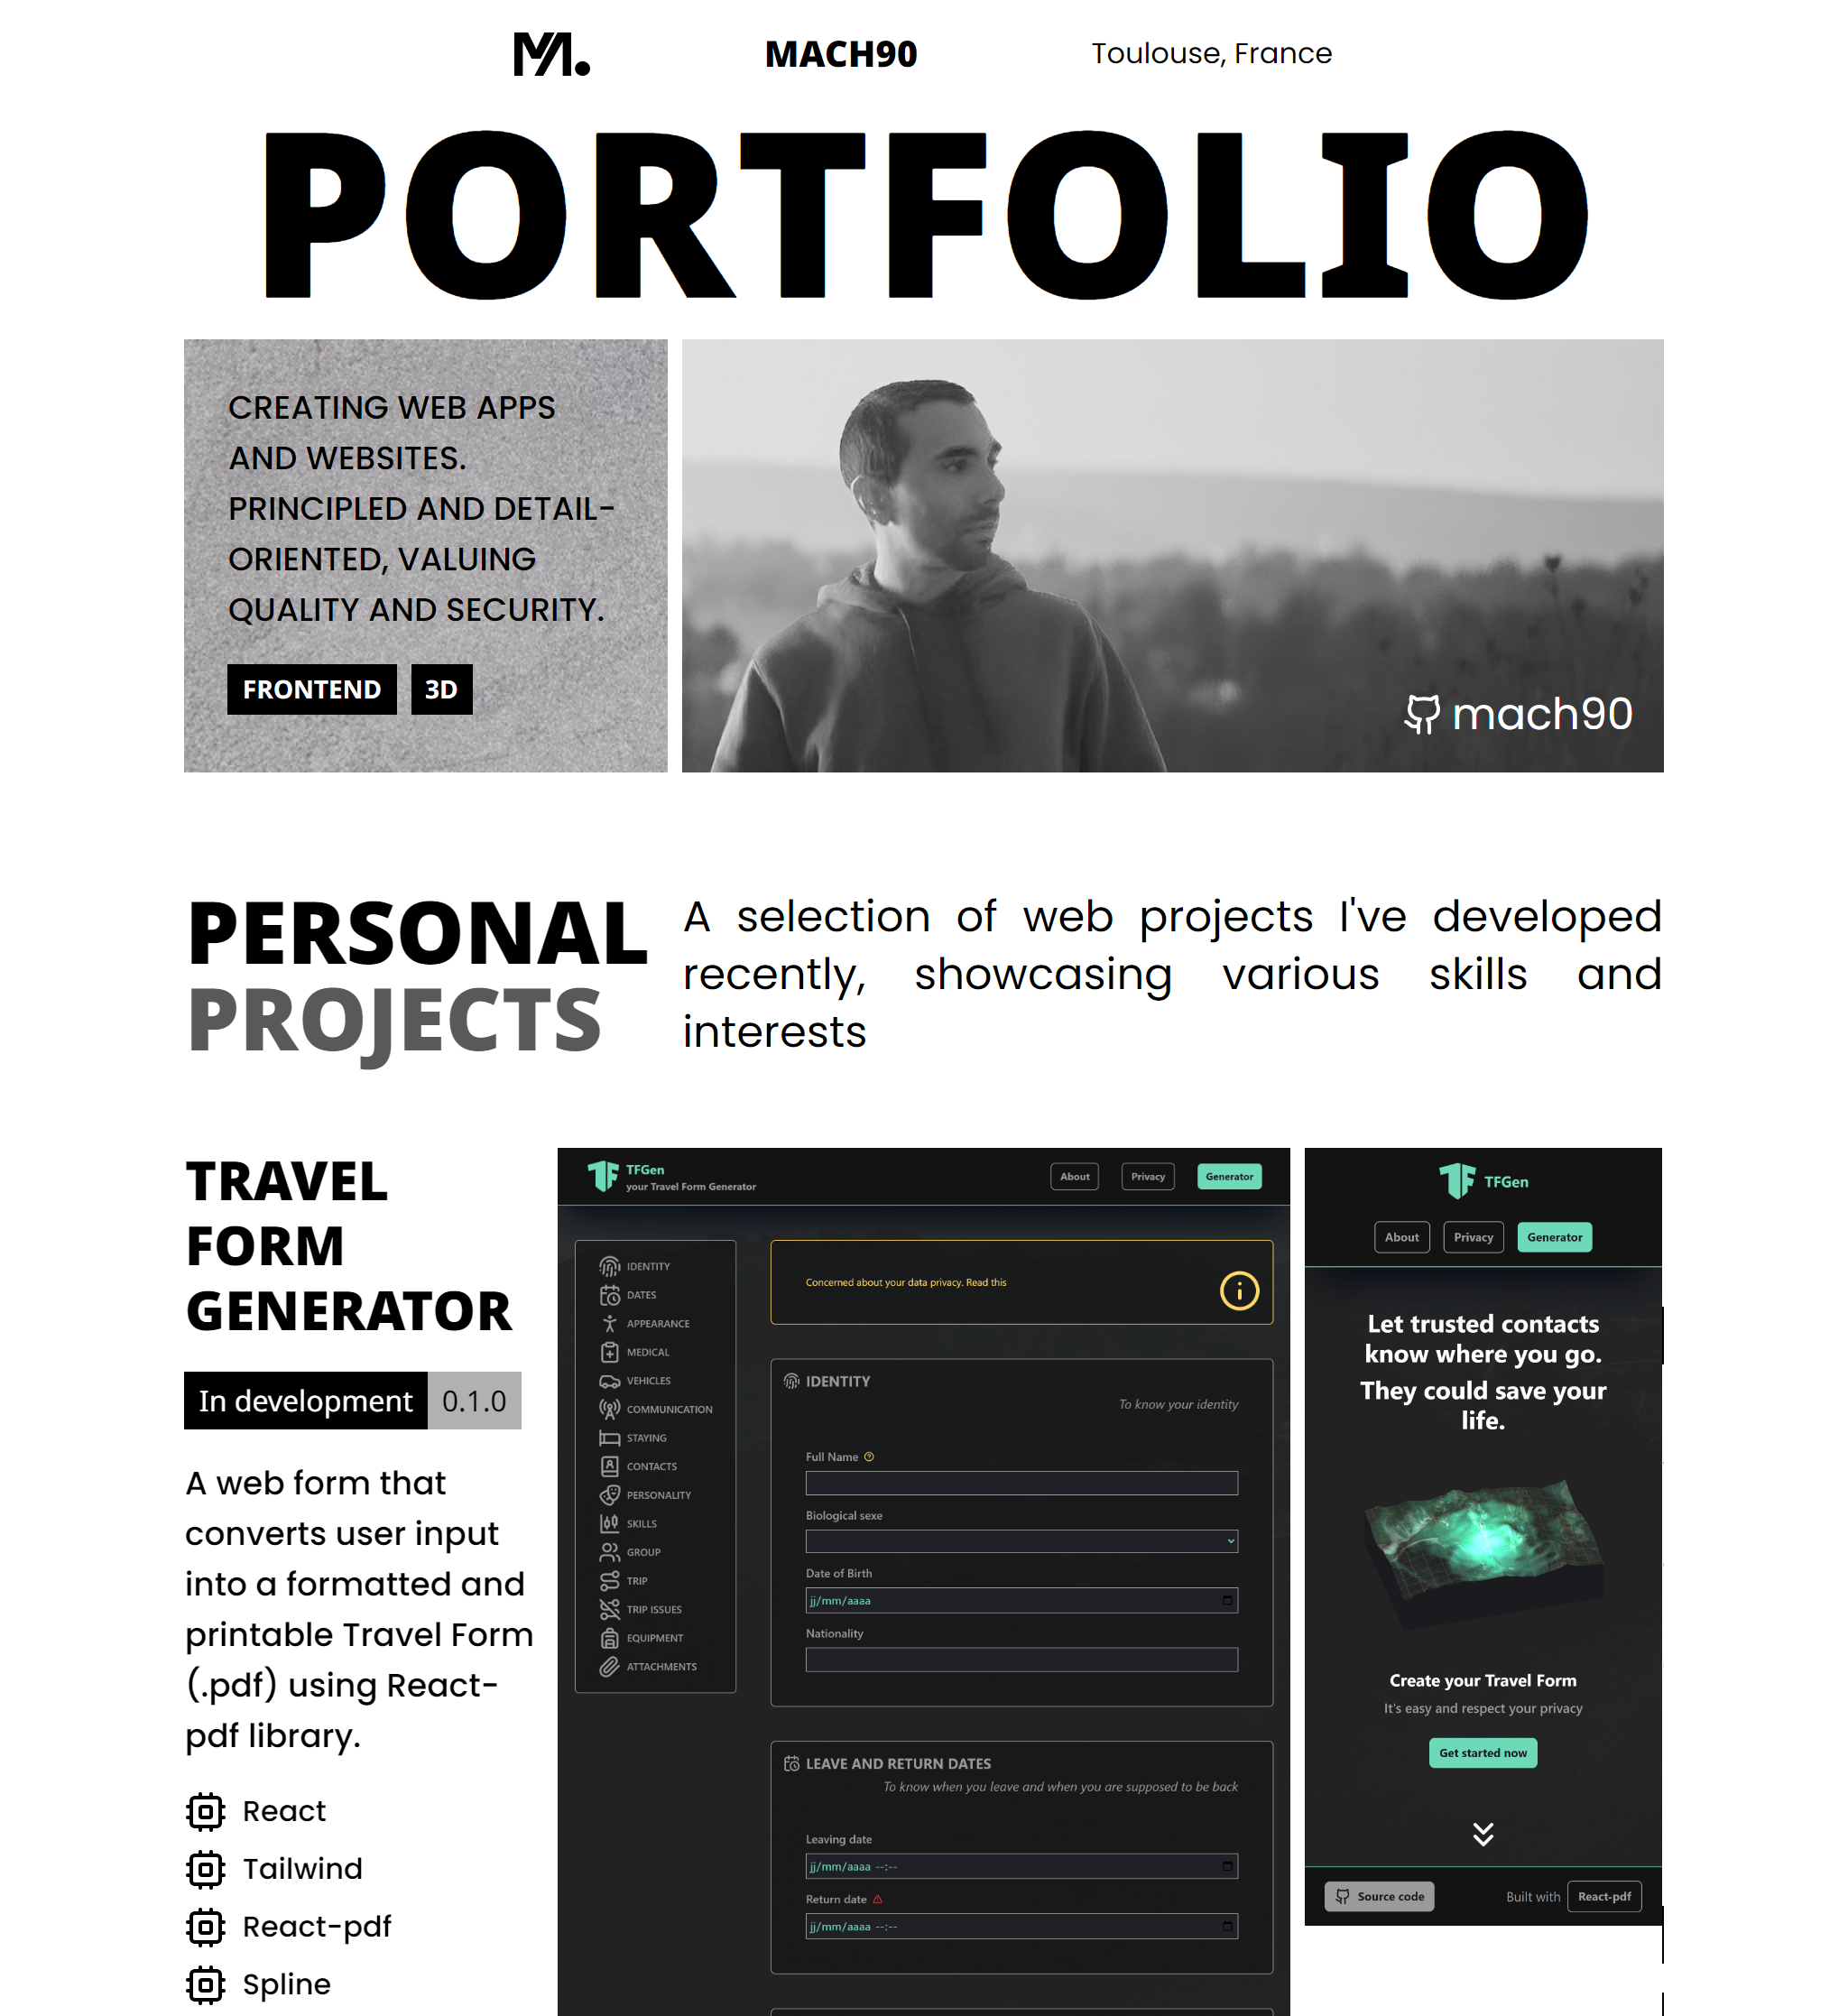 MA.
MACH90
Toulouse, France
PORTFOLIO
CREATING WEB APPS
AND WEBSITES.
PRINCIPLED AND DETAIL-
ORIENTED, VALUING
QUALITY AND SECURITY.
FRONTEND
3D
mach90
PERSONAL
PROJECTS
A selection of web projects I've developed
recently, showcasing various skills and
interests
TRAVEL
FORM
GENERATOR
In development
0.1.0
A web form that
converts user input
into a formatted and
printable Travel Form
(.pdf) using React-
pdf library.
React
Tailwind
React-pdf
Spline
TFGen
your Travel Form Generator
About
Privacy
Generator
IDENTITY
DATES
APPEARANCE
MEDICAL
VEHICLES
COMMUNICATION
STAYING
CONTACTS
PERSONALITY
SKILLS
GROUP
TRIP
TRIP ISSUES
EQUIPMENT
ATTACHMENTS
Concerned about your data privacy. Read this
IDENTITY
To know your identity
Full Name
Biological sexe
Date of Birth
jj/mm/aaaa
Nationality
LEAVE AND RETURN DATES
To know when you leave and when you are supposed to be back
Leaving date
jj/mm/aaaa --:--
Return date
jj/mm/aaaa --:--
TFGen
About
Privacy
Generator
Let trusted contacts
know where you go.
They could save your
life.
Create your Travel Form
It's easy and respect your privacy
Get started now
Source code
Built with
React-pdf